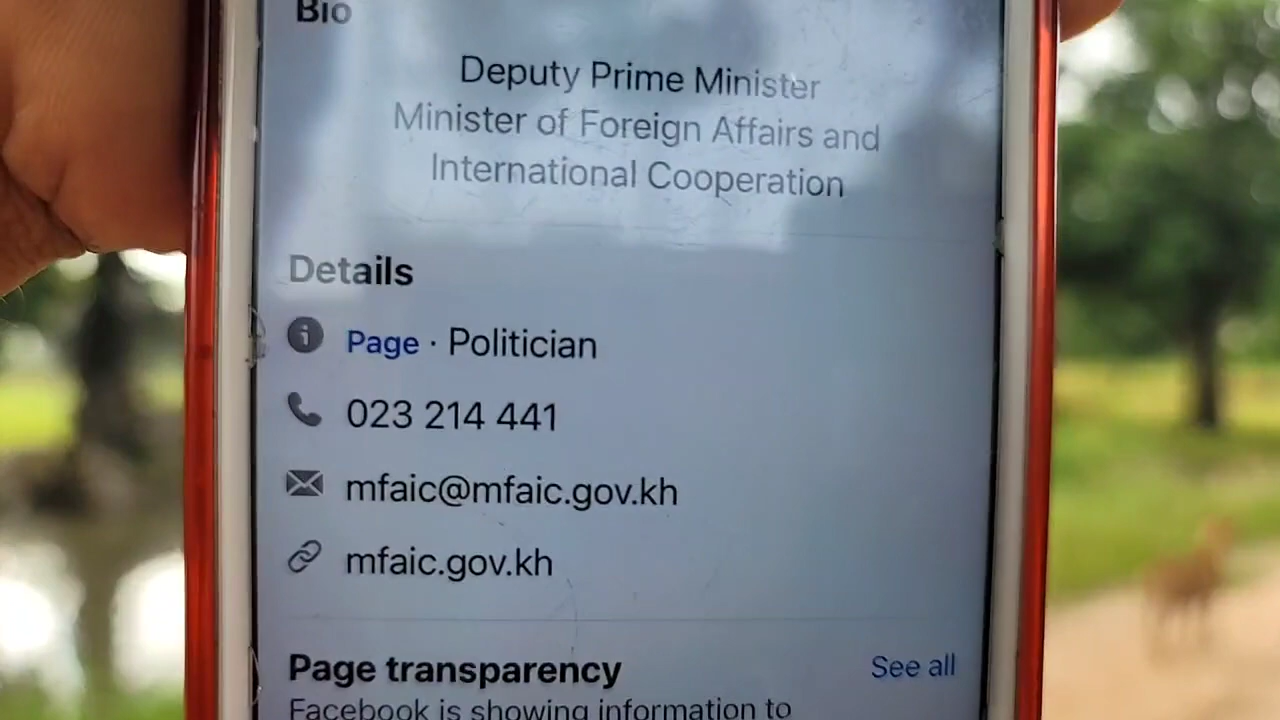 Bio
Deputy Prime Minister
Minister of Foreign Affairs and
International Cooperation
Details
Page · Politician
023 214 441
mfaic@mfaic.gov.kh
mfaic.gov.kh
Page transparency
See all
Facebook is showing information to